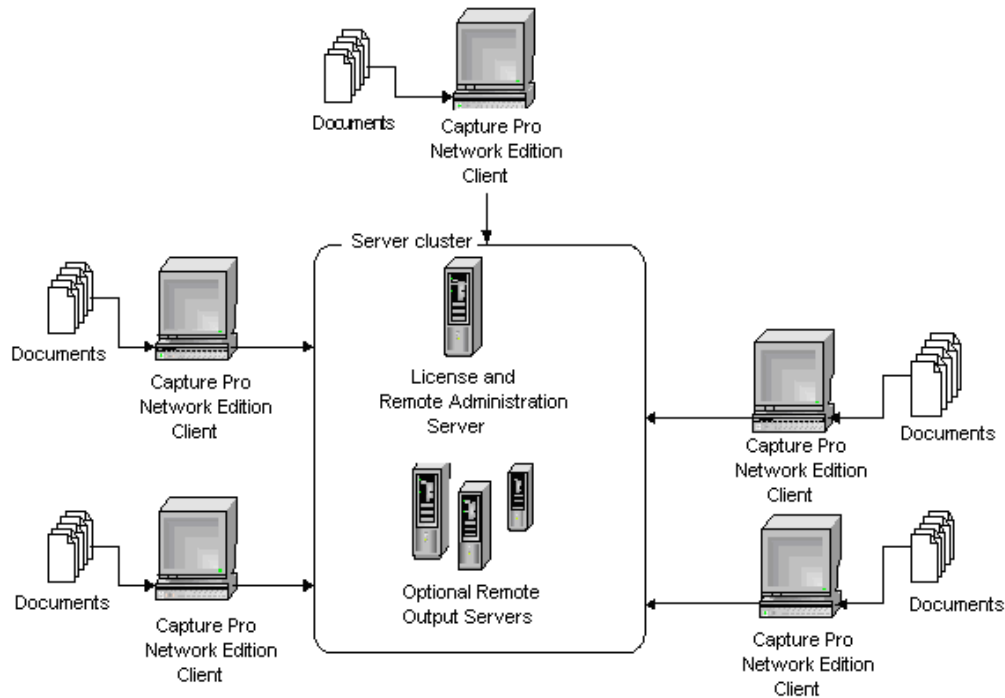 Documents
Capture Pro
Network Edition
Client
Server cluster
Documents
Capture Pro
Network Edition
Client
License and
Remote Administration
Server
Capture Pro
Network Edition
Client
Documents
Documents
Capture Pro
Network Edition
Client
Optional Remote
Output Servers
Capture Pro
Network Edition
Client
Documents